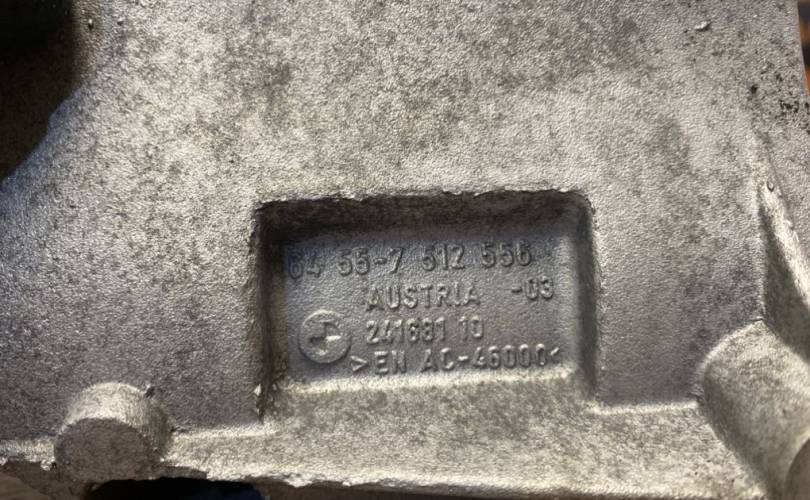 64 55-7 512 556
AUSTRIA -03
241681 10
>EN AC-46000<